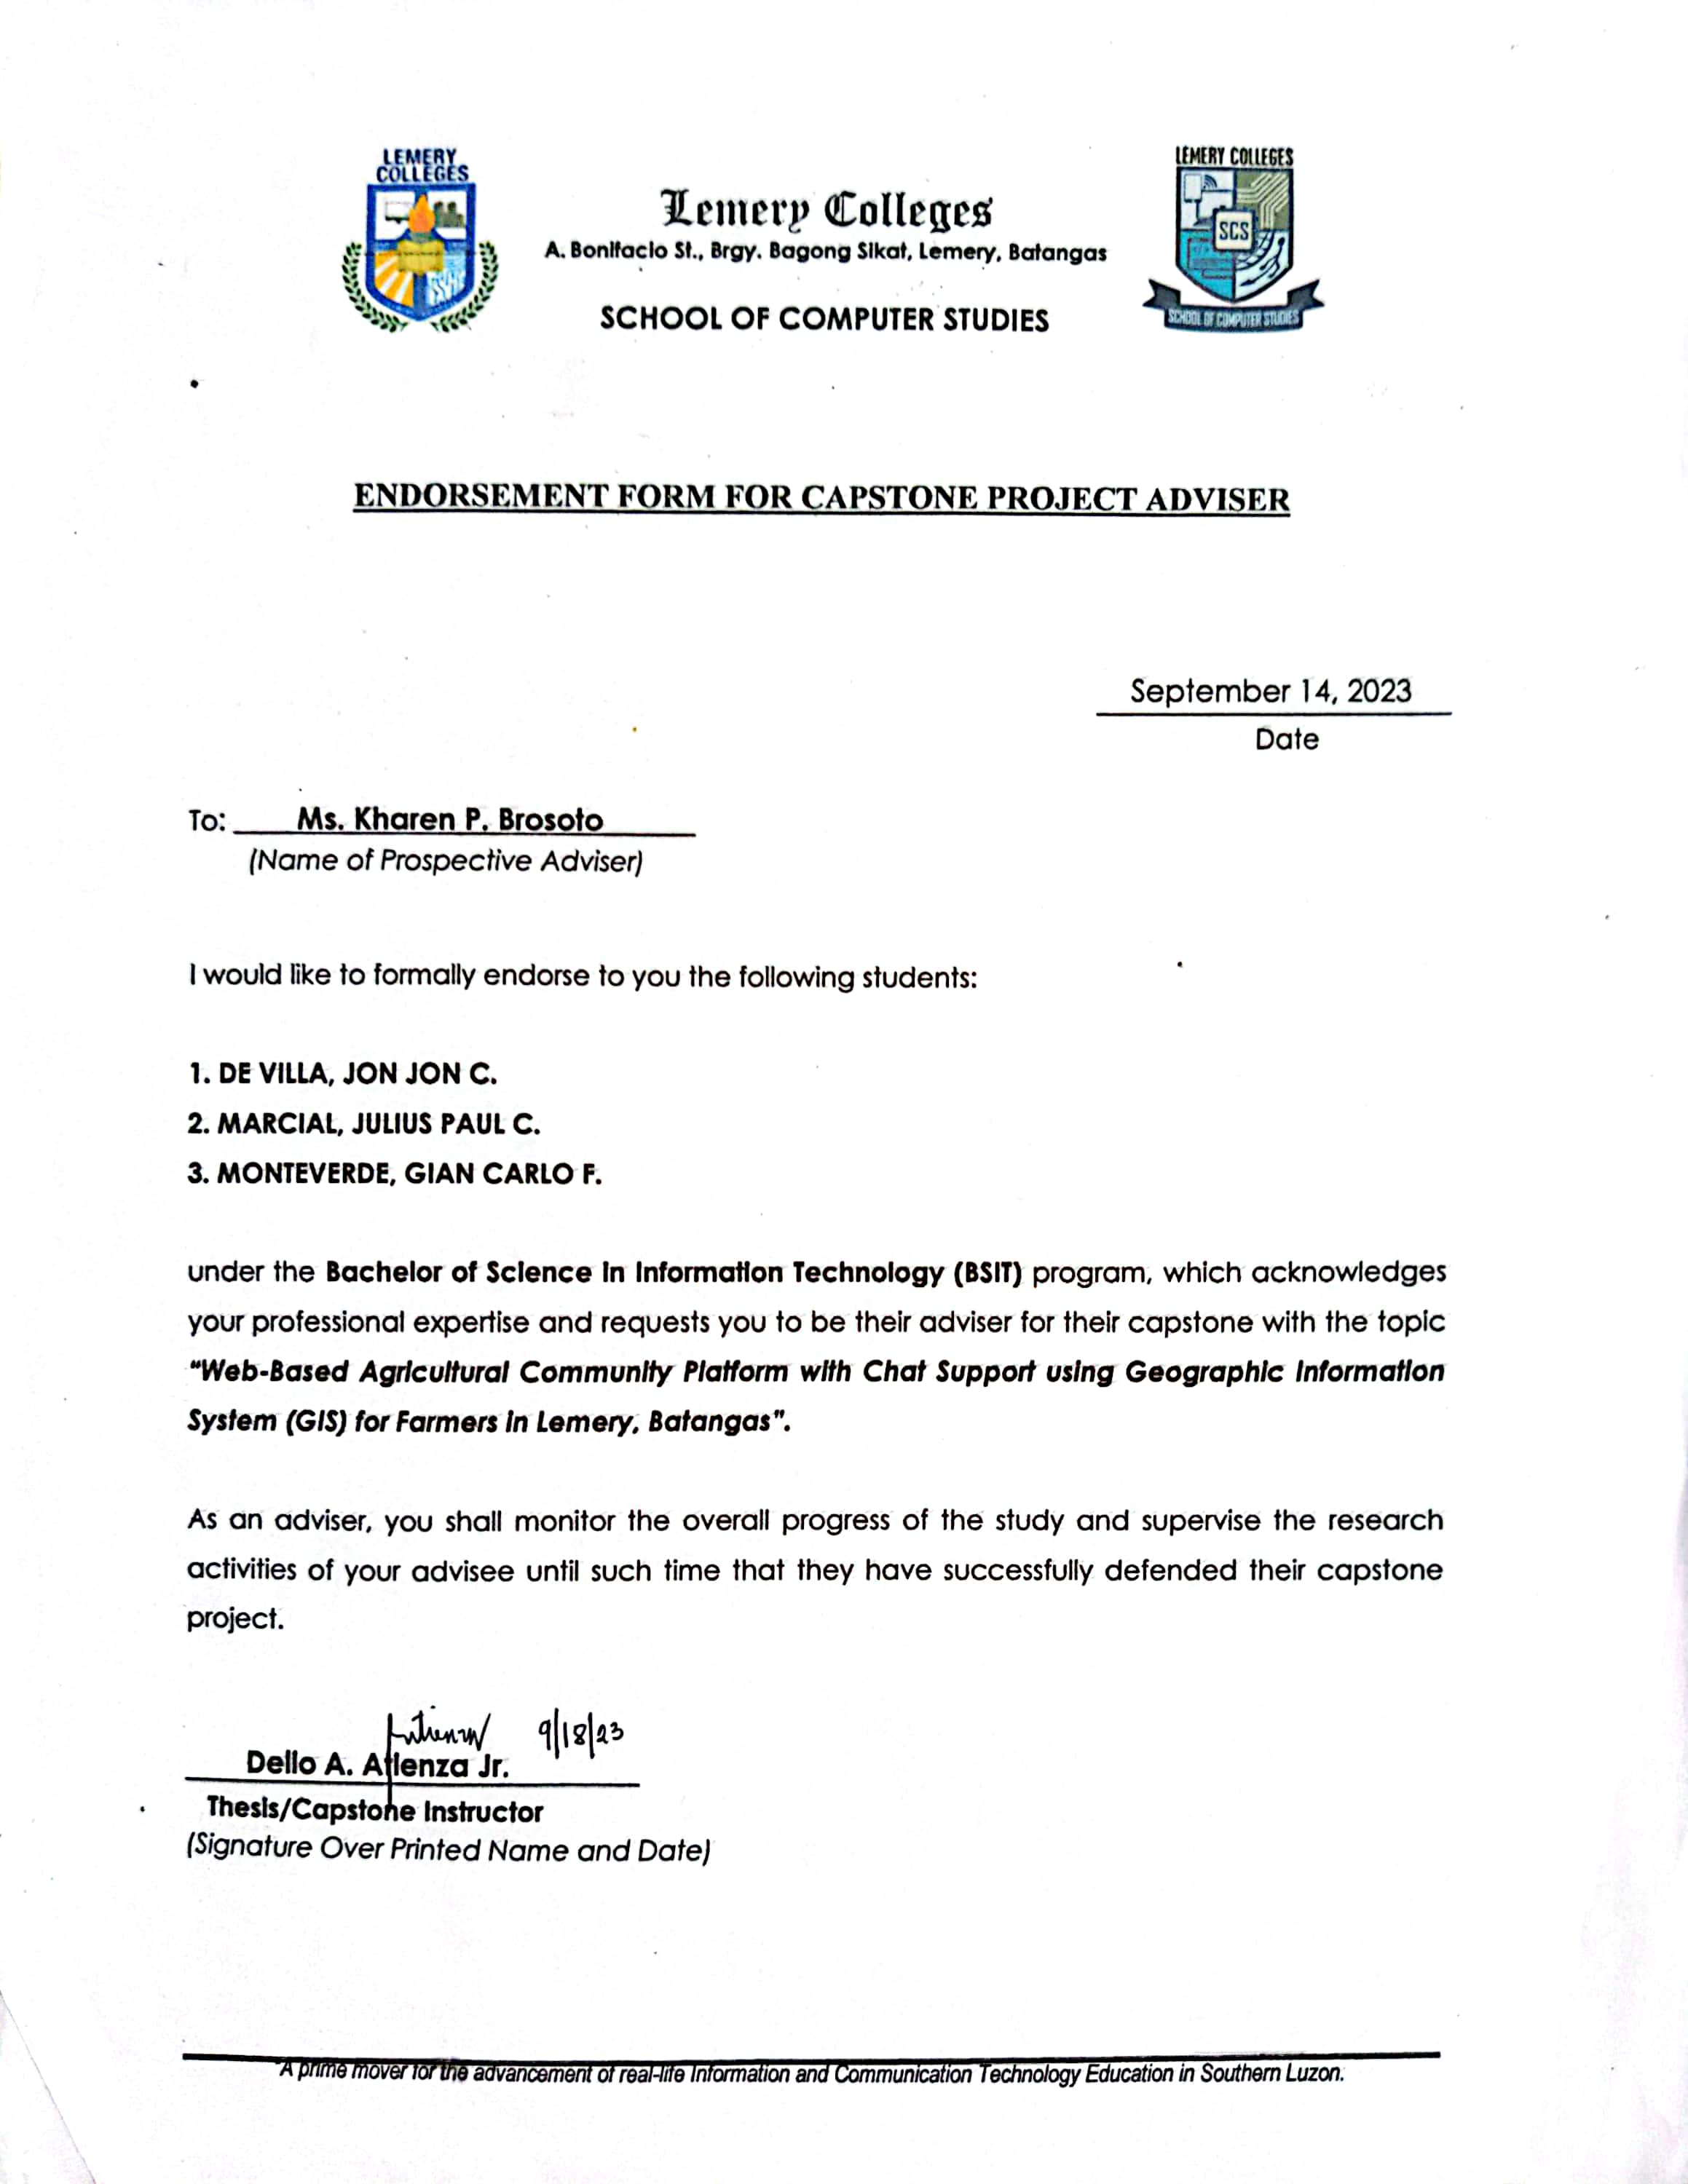 LEMERY
COLLEGES
LEMERY COLLEGES
SCS
SCHOOL OF COMPUTER STUDIES
Lemery Colleges
A. Bonifacio St., Brgy. Bagong Sikat, Lemery, Batangas
SCHOOL OF COMPUTER STUDIES
ENDORSEMENT FORM FOR CAPSTONE PROJECT ADVISER
September 14, 2023
Date
To: Ms. Kharen P. Brosoto
(Name of Prospective Adviser)
I would like to formally endorse to you the following students:
1. DE VILLA, JON JON C.
2. MARCIAL, JULIUS PAUL C.
3. MONTEVERDE, GIAN CARLO F.
under the Bachelor of Science in Information Technology (BSIT) program, which acknowledges
your professional expertise and requests you to be their adviser for their capstone with the topic
“Web-Based Agricultural Community Platform with Chat Support using Geographic Information
System (GIS) for Farmers in Lemery, Batangas”.
As an adviser, you shall monitor the overall progress of the study and supervise the research
activities of your advisee until such time that they have successfully defended their capstone
project.
9/18/23
Dello A. Atienza Jr.
Thesis/Capstone Instructor
(Signature Over Printed Name and Date)
"A prime mover for the advancement of real-life Information and Communication Technology Education in Southern Luzon.